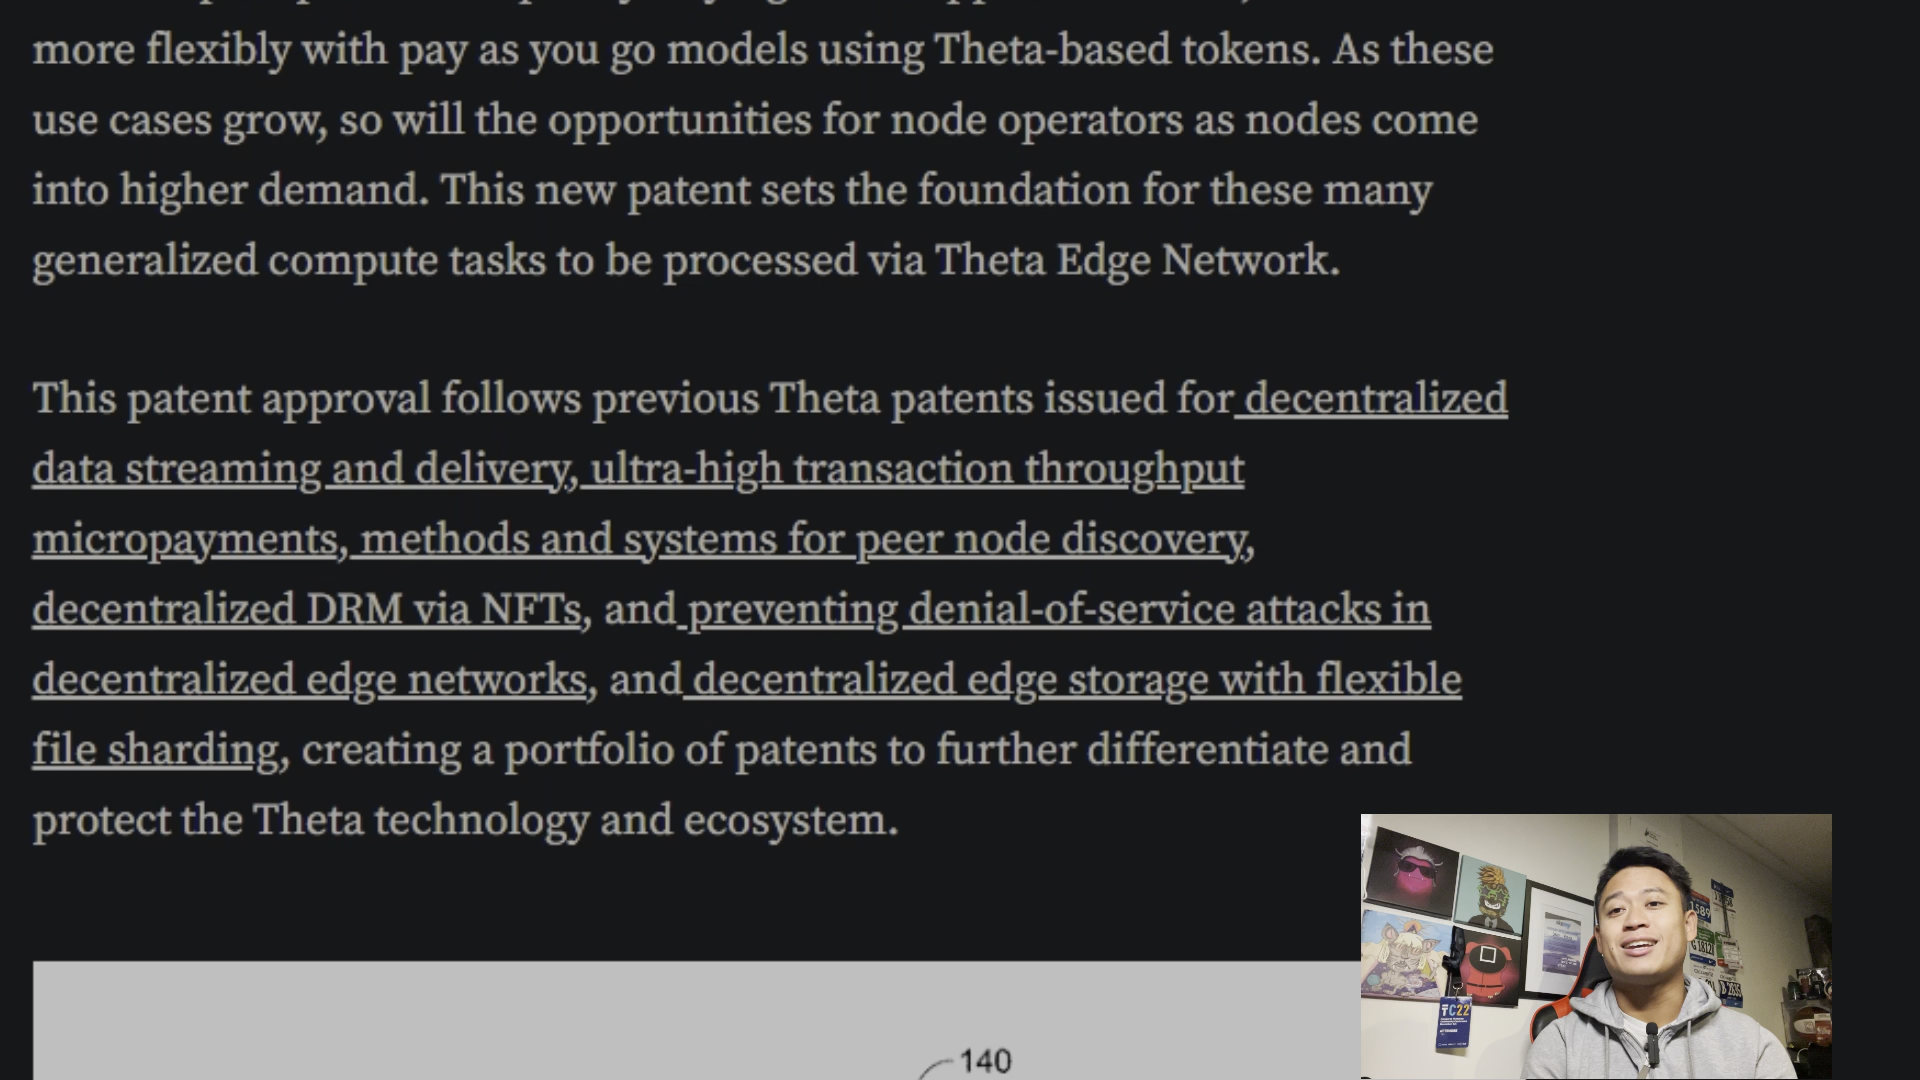 more flexibly with pay as you go models using Theta-based tokens. As these
use cases grow, so will the opportunities for node operators as nodes come
into higher demand. This new patent sets the foundation for these many
generalized compute tasks to be processed via Theta Edge Network.
This patent approval follows previous Theta patents issued for decentralized
data streaming and delivery, ultra-high transaction throughput
micropayments, methods and systems for peer node discovery,
decentralized DRM via NFTs, and preventing denial-of-service attacks in
decentralized edge networks, and decentralized edge storage with flexible
file sharding, creating a portfolio of patents to further differentiate and
protect the Theta technology and ecosystem.
140
TC22